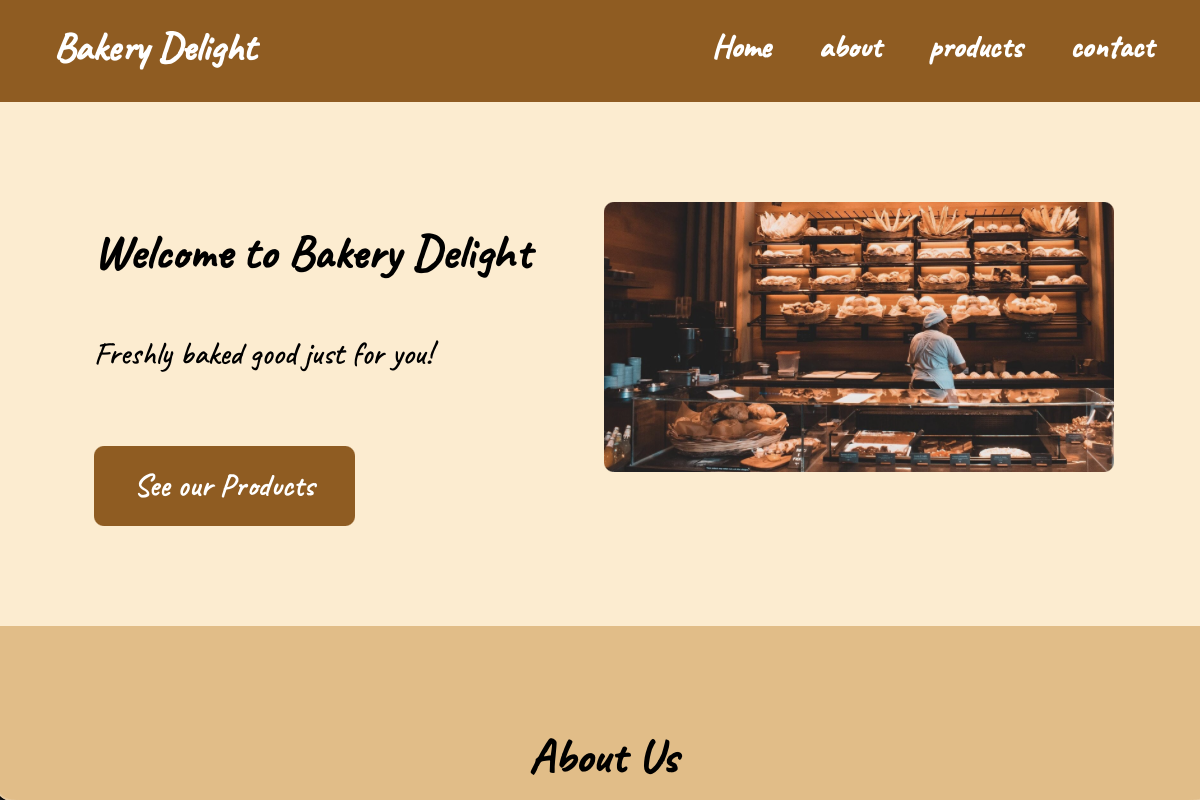 Bakery Delight
Home about products contact
Welcome to Bakery Delight
Freshly baked good just for you!
See our Products
About Us